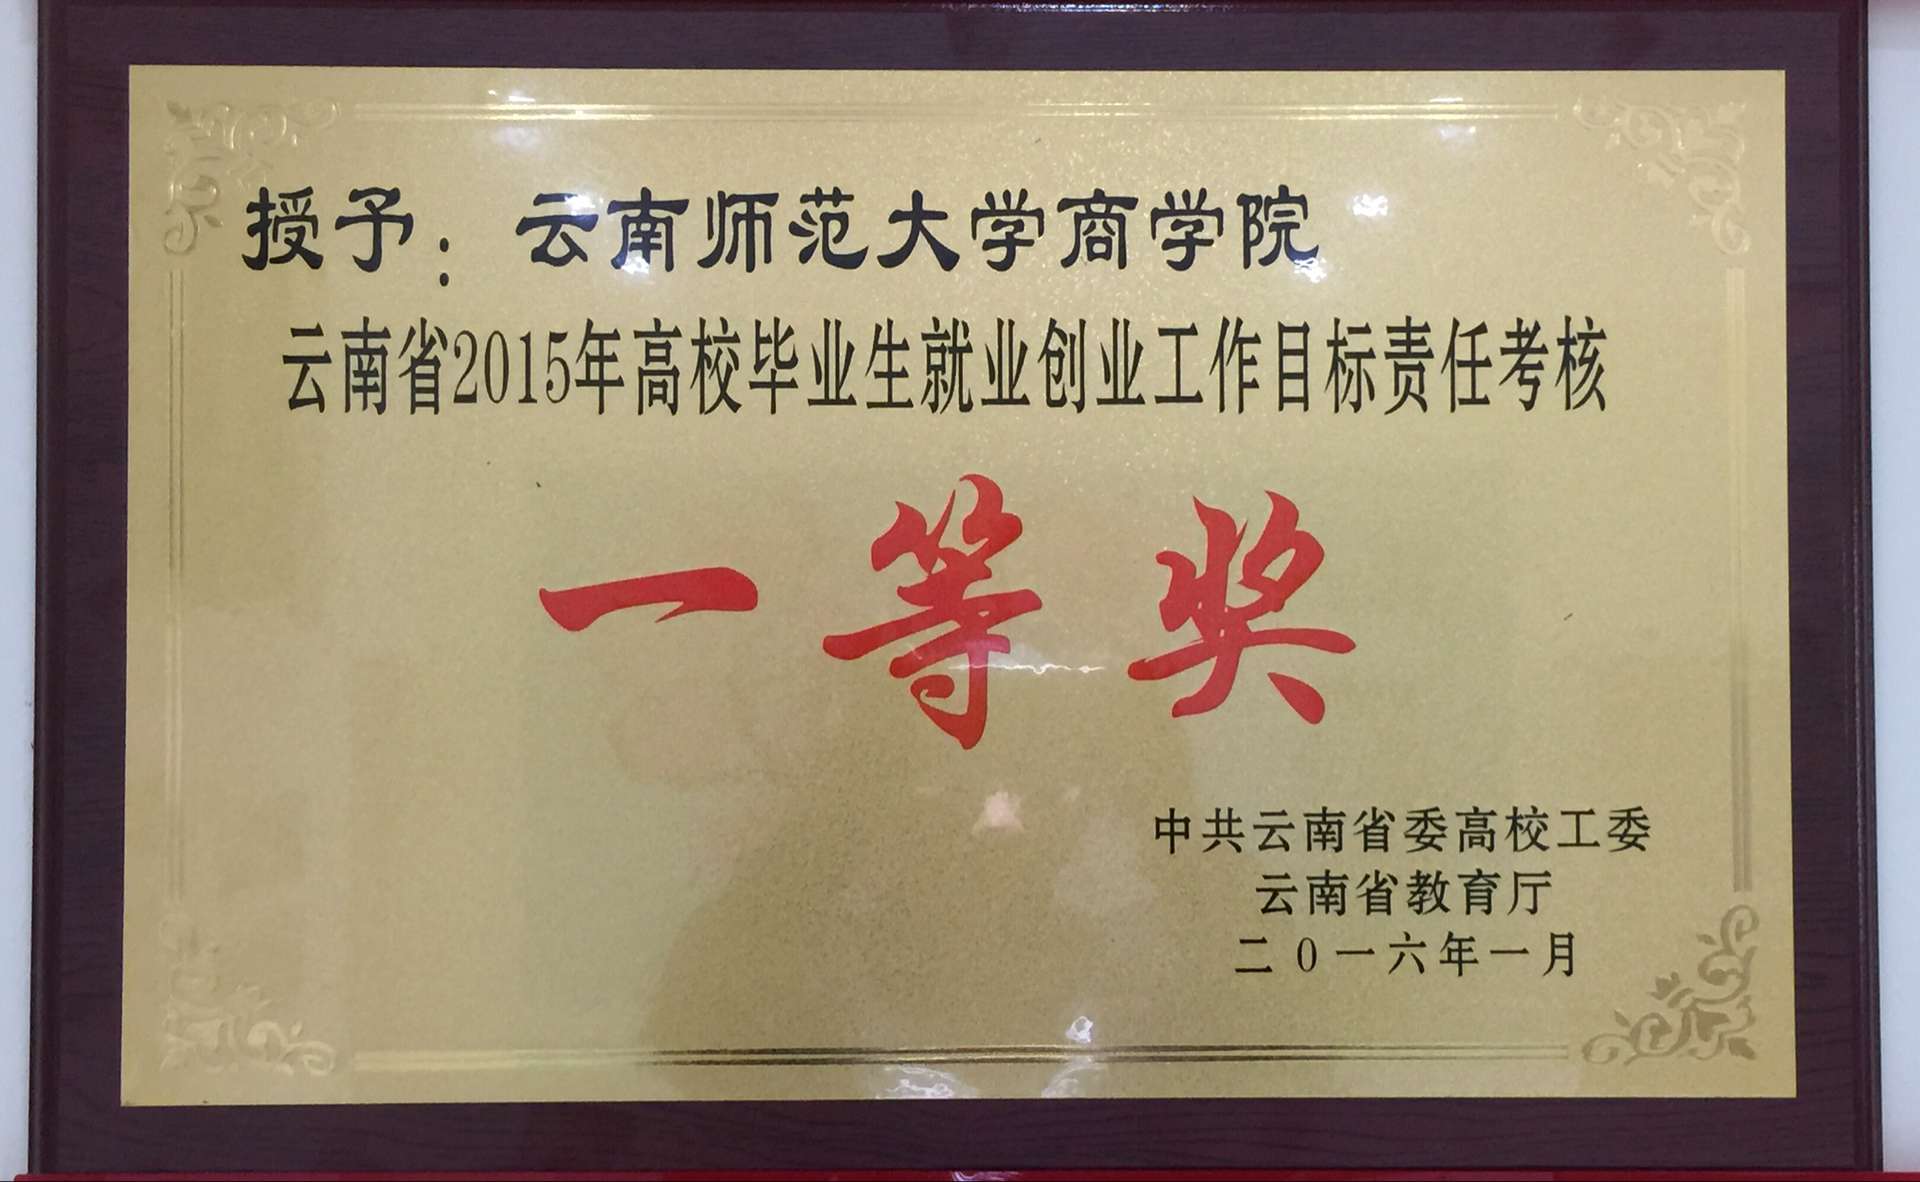 授予：云南师范大学商学院
云南省2015年高校毕业生就业创业工作目标责任考核
一等奖
中共云南省委高校工委
云南省教育厅
二0一六年一月